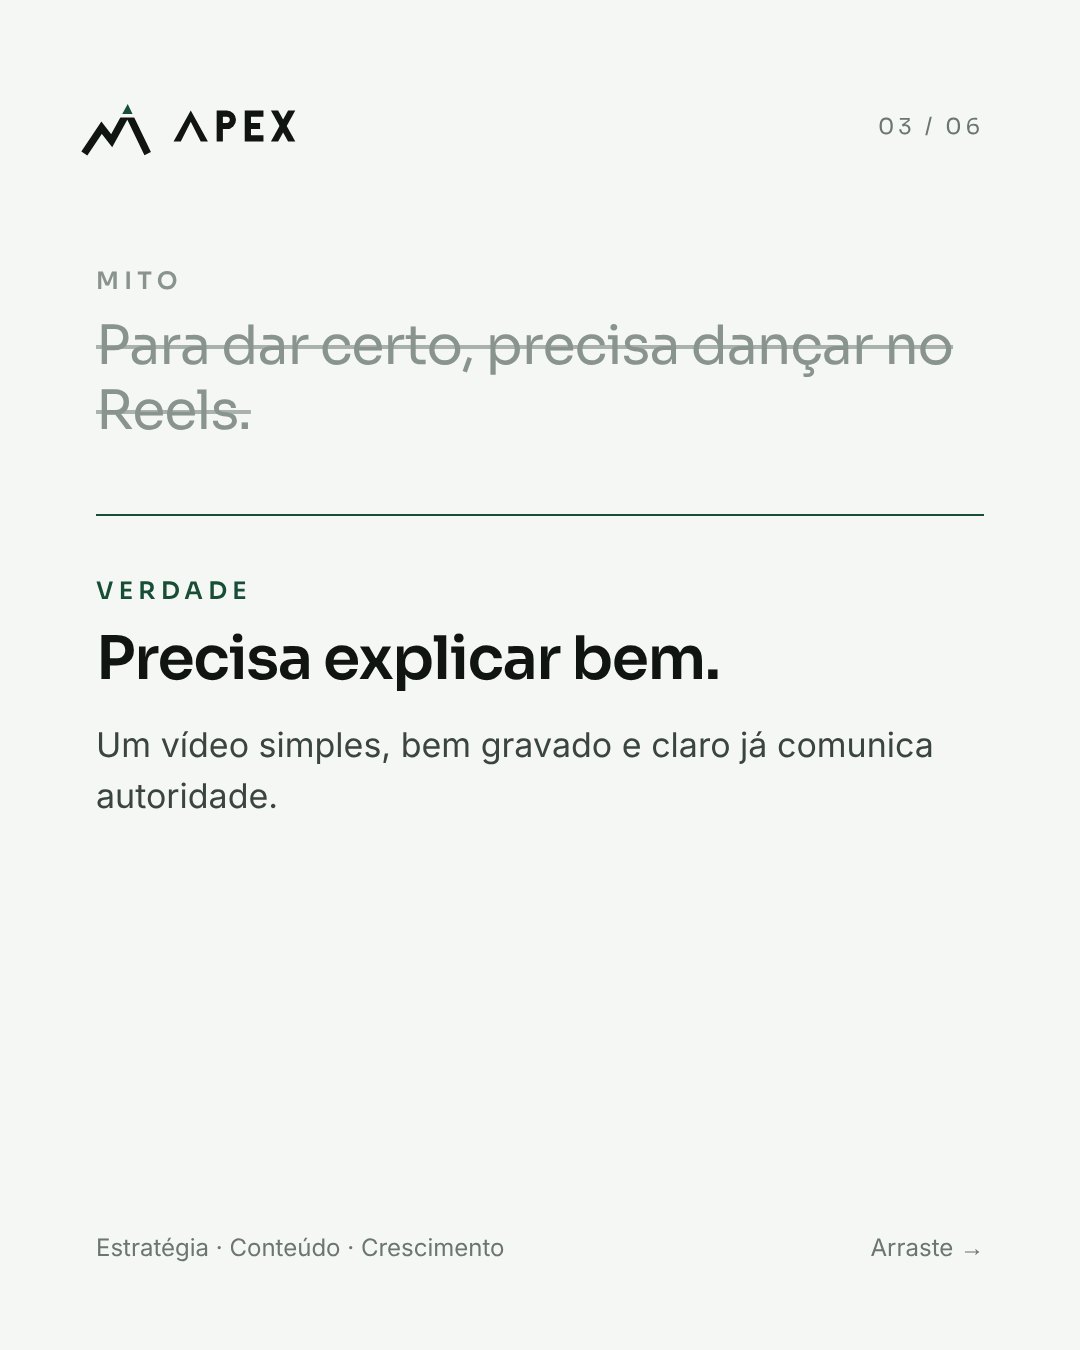 APEX
03 / 06
MITO
Para dar certo, precisa dançar no
Reels.
VERDADE
Precisa explicar bem.
Um vídeo simples, bem gravado e claro já comunica
autoridade.
Estratégia · Conteúdo · Crescimento
Arraste →